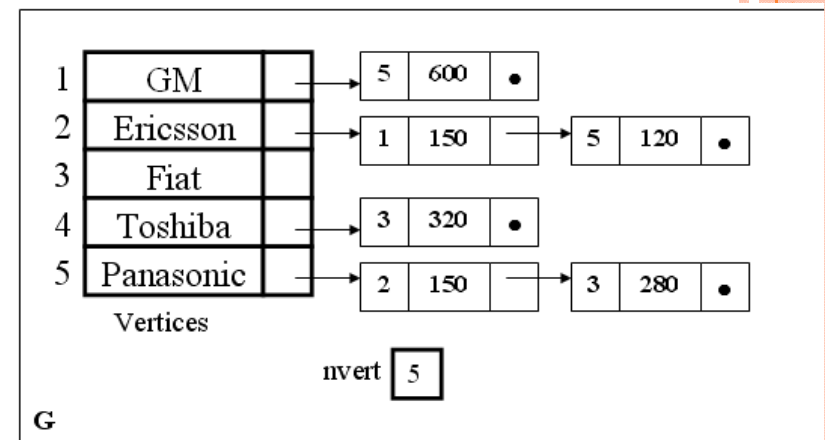 1 GM 5 600
2 Ericsson 1 150 5 120
3 Fiat
4 Toshiba 3 320
5 Panasonic 2 150 3 280
Vertices
nvert 5
G